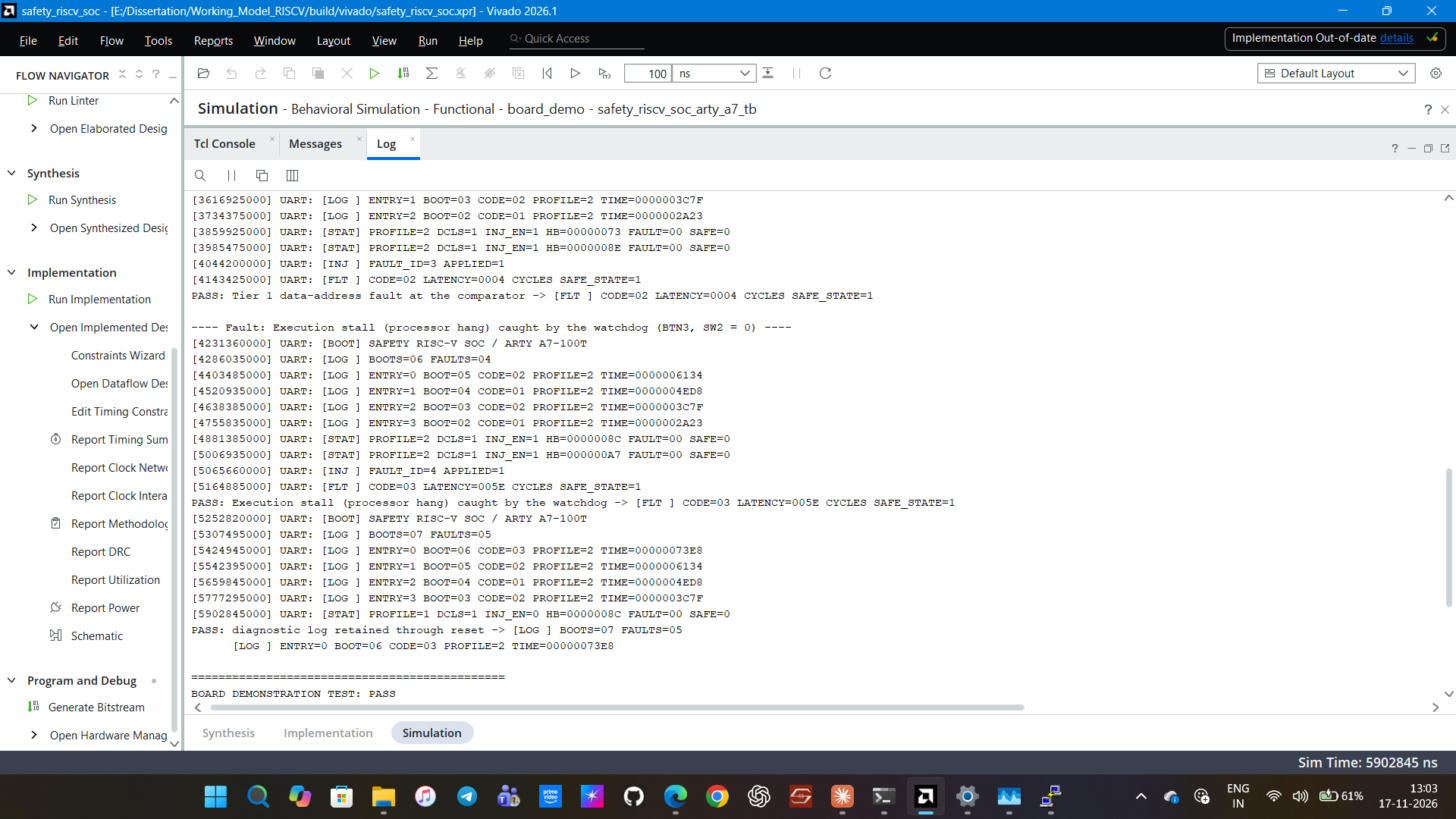 safety_riscv_soc - [E:/Dissertation/Working_Model_RISCV/build/vivado/safety_riscv_soc.xpr] - Vivado 2026.1
File Edit Flow Tools Reports Window Layout View Run Help Quick Access
Implementation Out-of-date details
FLOW NAVIGATOR
100 ns
Default Layout
Run Linter
Open Elaborated Desig
Synthesis
Run Synthesis
Open Synthesized Desig
Implementation
Run Implementation
Open Implemented Des
Constraints Wizard
Open Dataflow Des
Edit Timing Constra
Report Timing Sum
Report Clock Netw
Report Clock Intera
Report Methodolog
Report DRC
Report Utilization
Report Power
Schematic
Program and Debug
Generate Bitstream
Open Hardware Manag
Simulation - Behavioral Simulation - Functional - board_demo - safety_riscv_soc_arty_a7_tb
Tcl Console Messages Log
[3616925000] UART: [LOG ] ENTRY=1 BOOT=03 CODE=02 PROFILE=2 TIME=0000003C7F
[3734375000] UART: [LOG ] ENTRY=2 BOOT=02 CODE=01 PROFILE=2 TIME=0000002A23
[3859925000] UART: [STAT] PROFILE=2 DCLS=1 INJ_EN=1 HB=00000073 FAULT=00 SAFE=0
[3985475000] UART: [STAT] PROFILE=2 DCLS=1 INJ_EN=1 HB=0000008E FAULT=00 SAFE=0
[4044200000] UART: [INJ ] FAULT_ID=3 APPLIED=1
[4143425000] UART: [FLT ] CODE=02 LATENCY=0004 CYCLES SAFE_STATE=1
PASS: Tier 1 data-address fault at the comparator -> [FLT ] CODE=02 LATENCY=0004 CYCLES SAFE_STATE=1
---- Fault: Execution stall (processor hang) caught by the watchdog (BTN3, SW2 = 0) ----
[4231360000] UART: [BOOT] SAFETY RISC-V SOC / ARTY A7-100T
[4286035000] UART: [LOG ] BOOTS=06 FAULTS=04
[4403485000] UART: [LOG ] ENTRY=0 BOOT=05 CODE=02 PROFILE=2 TIME=0000006134
[4520935000] UART: [LOG ] ENTRY=1 BOOT=04 CODE=01 PROFILE=2 TIME=0000004ED8
[4638385000] UART: [LOG ] ENTRY=2 BOOT=03 CODE=02 PROFILE=2 TIME=0000003C7F
[4755835000] UART: [LOG ] ENTRY=3 BOOT=02 CODE=01 PROFILE=2 TIME=0000002A23
[4881385000] UART: [STAT] PROFILE=2 DCLS=1 INJ_EN=1 HB=0000008C FAULT=00 SAFE=0
[5006935000] UART: [STAT] PROFILE=2 DCLS=1 INJ_EN=1 HB=000000A7 FAULT=00 SAFE=0
[5065660000] UART: [INJ ] FAULT_ID=4 APPLIED=1
[5164885000] UART: [FLT ] CODE=03 LATENCY=005E CYCLES SAFE_STATE=1
PASS: Execution stall (processor hang) caught by the watchdog -> [FLT ] CODE=03 LATENCY=005E CYCLES SAFE_STATE=1
[5252820000] UART: [BOOT] SAFETY RISC-V SOC / ARTY A7-100T
[5307495000] UART: [LOG ] BOOTS=07 FAULTS=05
[5424945000] UART: [LOG ] ENTRY=0 BOOT=06 CODE=03 PROFILE=2 TIME=00000073E8
[5542395000] UART: [LOG ] ENTRY=1 BOOT=05 CODE=02 PROFILE=2 TIME=0000006134
[5659845000] UART: [LOG ] ENTRY=2 BOOT=04 CODE=01 PROFILE=2 TIME=0000004ED8
[5777295000] UART: [LOG ] ENTRY=3 BOOT=03 CODE=02 PROFILE=2 TIME=0000003C7F
[5902845000] UART: [STAT] PROFILE=1 DCLS=1 INJ_EN=0 HB=0000008C FAULT=00 SAFE=0
PASS: diagnostic log retained through reset -> [LOG ] BOOTS=07 FAULTS=05
[LOG ] ENTRY=0 BOOT=06 CODE=03 PROFILE=2 TIME=00000073E8
==============================================
BOARD DEMONSTRATION TEST: PASS
Synthesis Implementation Simulation
Sim Time: 5902845 ns
prime video
ENG
IN
61%
13:03
17-11-2026